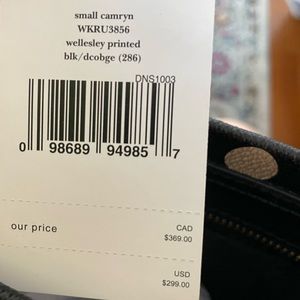 small camryn
WKRU3856
wellesley printed
blk/dcobge (286)
DNS1003
0 98689 94985 7
our price
CAD
$369.00
USD
$299.00